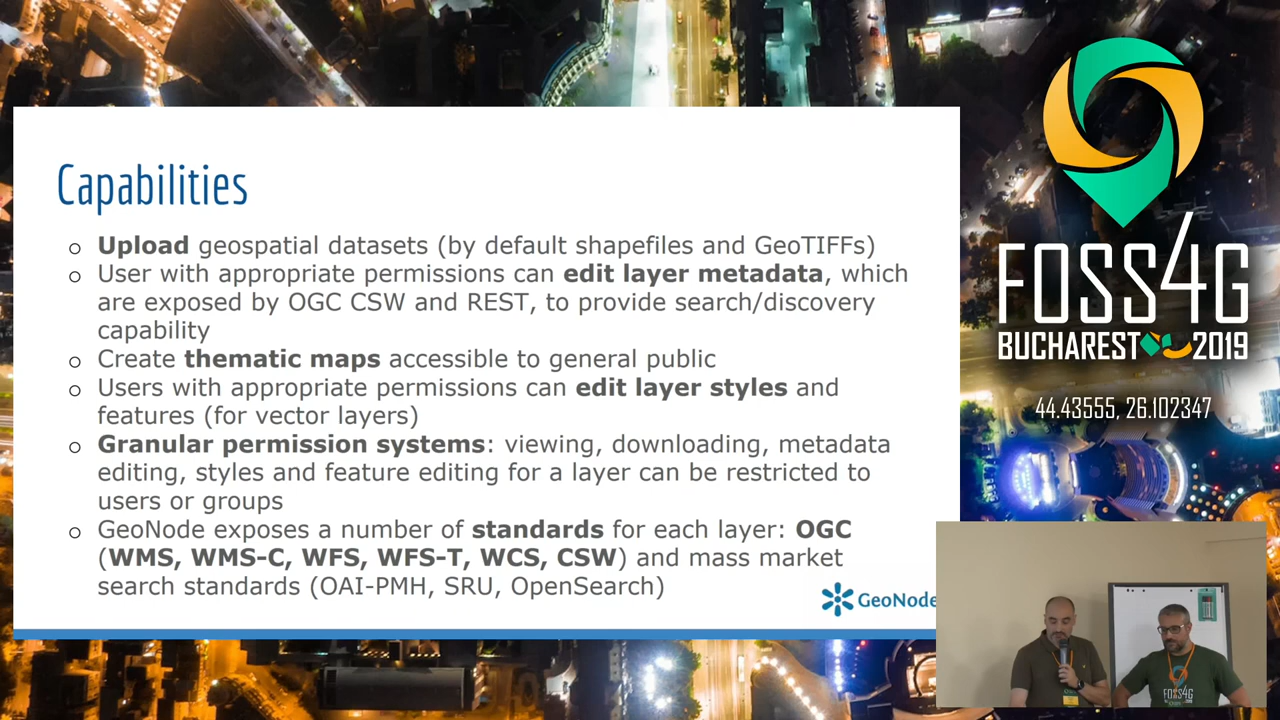 Capabilities
○ Upload geospatial datasets (by default shapefiles and GeoTIFFs)
○ User with appropriate permissions can edit layer metadata, which
are exposed by OGC CSW and REST, to provide search/discovery
capability
○ Create thematic maps accessible to general public
○ Users with appropriate permissions can edit layer styles and
features (for vector layers)
○ Granular permission systems: viewing, downloading, metadata
editing, styles and feature editing for a layer can be restricted to
users or groups
○ GeoNode exposes a number of standards for each layer: OGC
(WMS, WMS-C, WFS, WFS-T, WCS, CSW) and mass market
search standards (OAI-PMH, SRU, OpenSearch)
GeoNode
FOSS4G
BUCHAREST 2019
44.43555, 26.102347
FOSS4G